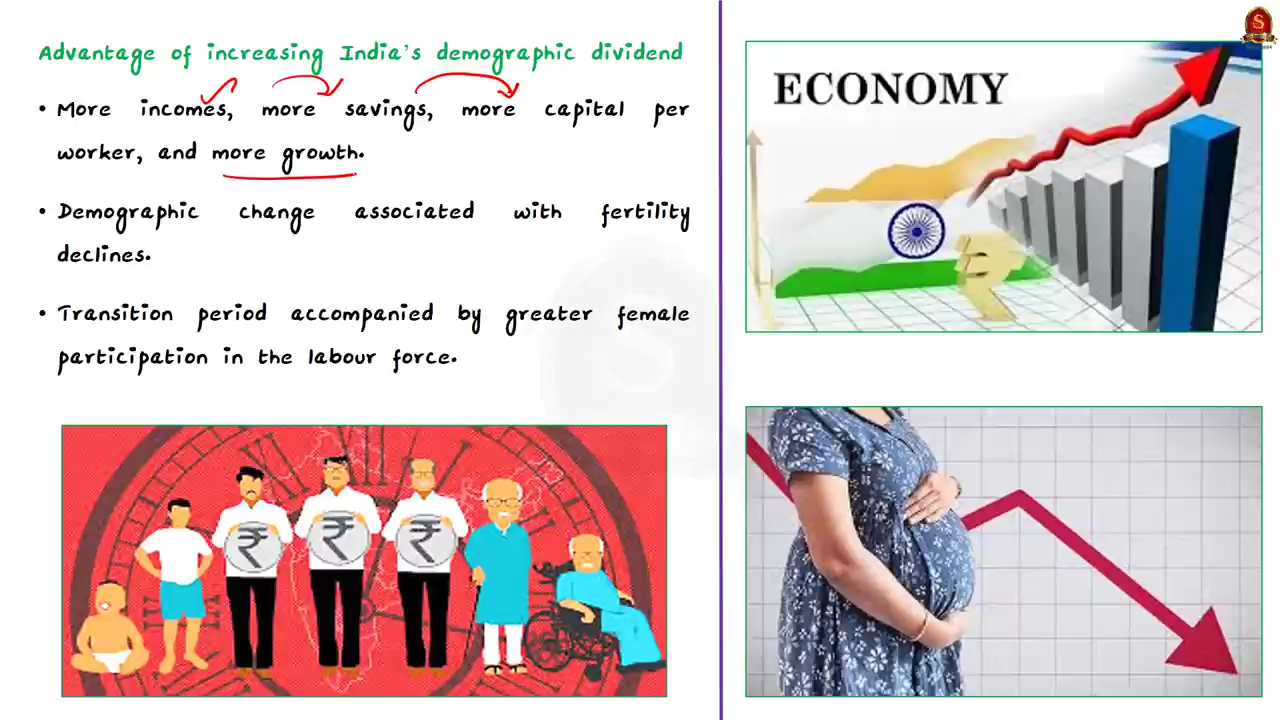 Advantage of increasing India's demographic dividend
• More incomes, more savings, more capital per
worker, and more growth.
• Demographic change associated with fertility
declines.
• Transition period accompanied by greater female
participation in the labour force.
ECONOMY
₹
₹ ₹ ₹
S
S